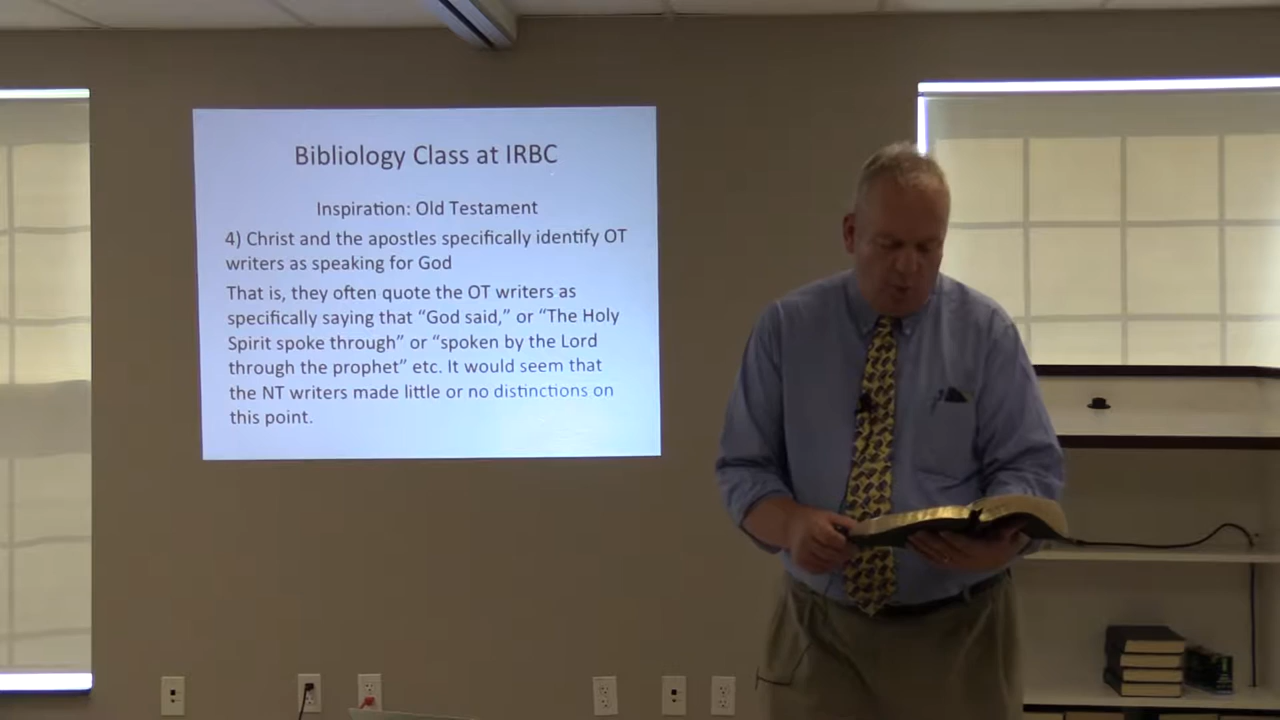 Bibliology Class at IRBC
Inspiration: Old Testament
4) Christ and the apostles specifically identify OT
writers as speaking for God
That is, they often quote the OT writers as
specifically saying that “God said,” or “The Holy
Spirit spoke through” or “spoken by the Lord
through the prophet” etc. It would seem that
the NT writers made little or no distinctions on
this point.